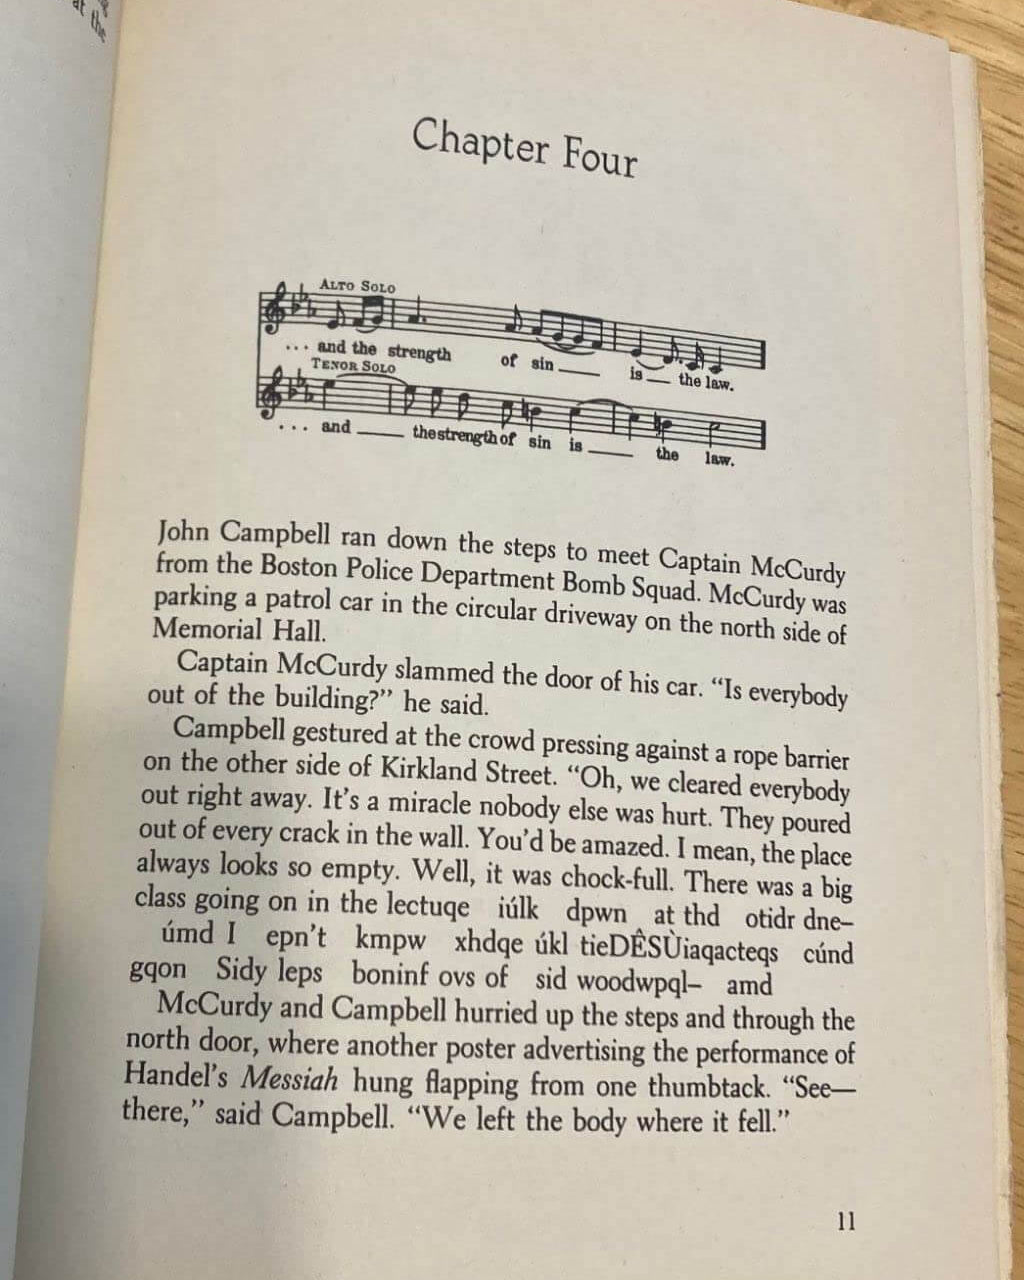 at the
Chapter Four
ALTO SOLO
... and the strength of sin ____ is __ the law.
TENOR SOLO
... and ____ the strength of sin is ____ the law.
John Campbell ran down the steps to meet Captain McCurdy
from the Boston Police Department Bomb Squad. McCurdy was
parking a patrol car in the circular driveway on the north side of
Memorial Hall.
Captain McCurdy slammed the door of his car. “Is everybody
out of the building?” he said.
Campbell gestured at the crowd pressing against a rope barrier
on the other side of Kirkland Street. “Oh, we cleared everybody
out right away. It’s a miracle nobody else was hurt. They poured
out of every crack in the wall. You’d be amazed. I mean, the place
always looks so empty. Well, it was chock-full. There was a big
class going on in the lectuqe iúlk dpwn at thd otidr dne–
úmd I epn’t kmpw xhdqe úkl tieDÊSÙiaqacteqs cúnd
gqon Sidy leps boninf ovs of sid woodwpql– amd
McCurdy and Campbell hurried up the steps and through the
north door, where another poster advertising the performance of
Handel’s Messiah hung flapping from one thumbtack. “See—
there,” said Campbell. “We left the body where it fell.”
11